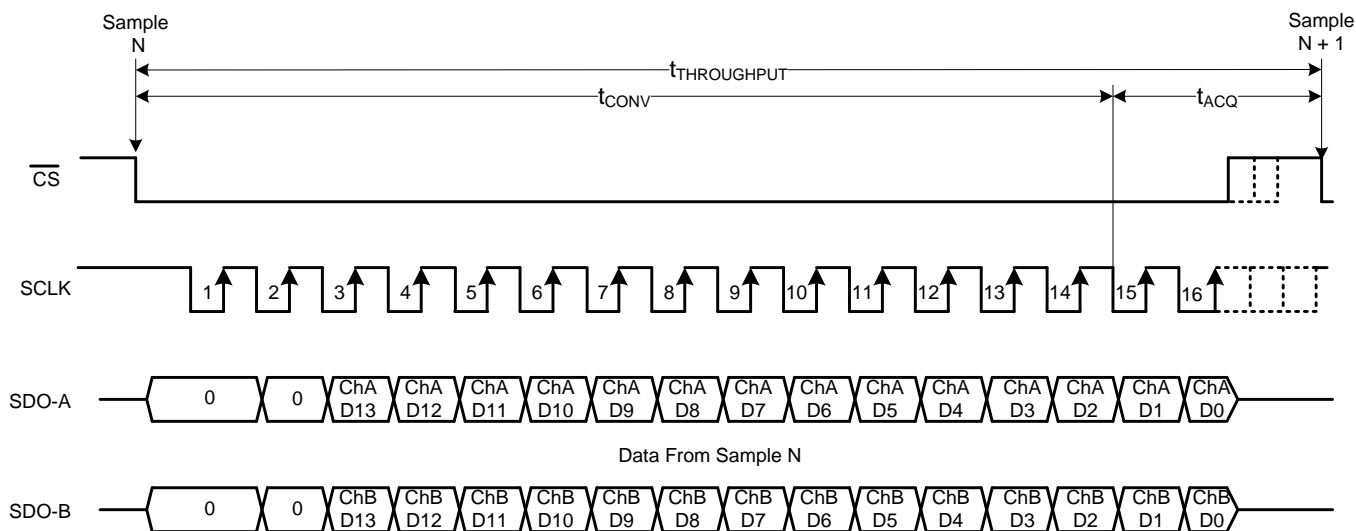 Sample
N
Sample
N + 1
tTHROUGHPUT
tCONV
tACQ
CS
SCLK
1 2 3 4 5 6 7 8 9 10 11 12 13 14 15 16
SDO-A
0 0 ChA ChA ChA ChA ChA ChA ChA ChA ChA ChA ChA ChA ChA ChA
D13 D12 D11 D10 D9 D8 D7 D6 D5 D4 D3 D2 D1 D0
Data From Sample N
SDO-B
0 0 ChB ChB ChB ChB ChB ChB ChB ChB ChB ChB ChB ChB ChB ChB
D13 D12 D11 D10 D9 D8 D7 D6 D5 D4 D3 D2 D1 D0